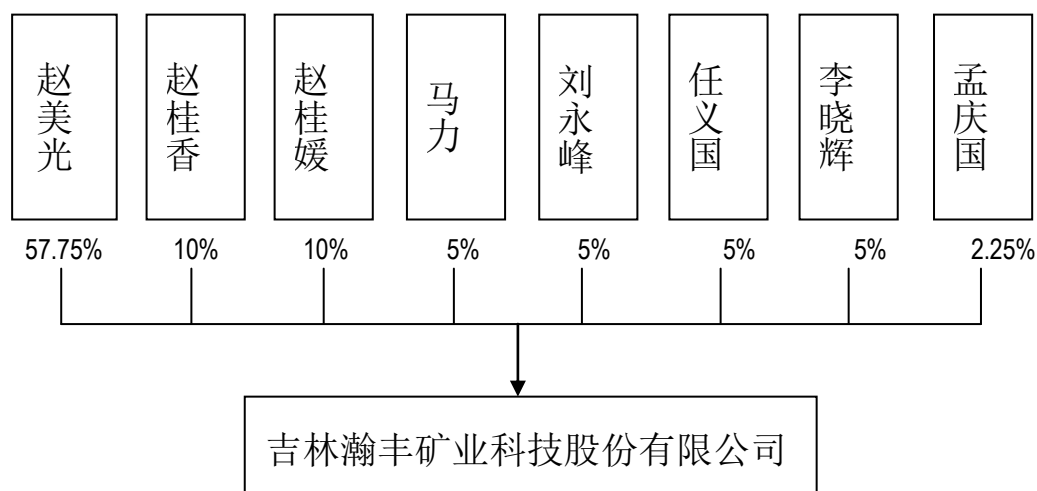 赵美光
赵桂香
赵桂媛
马力
刘永峰
任义国
李晓辉
孟庆国
57.75%
10%
10%
5%
5%
5%
5%
2.25%
吉林瀚丰矿业科技股份有限公司